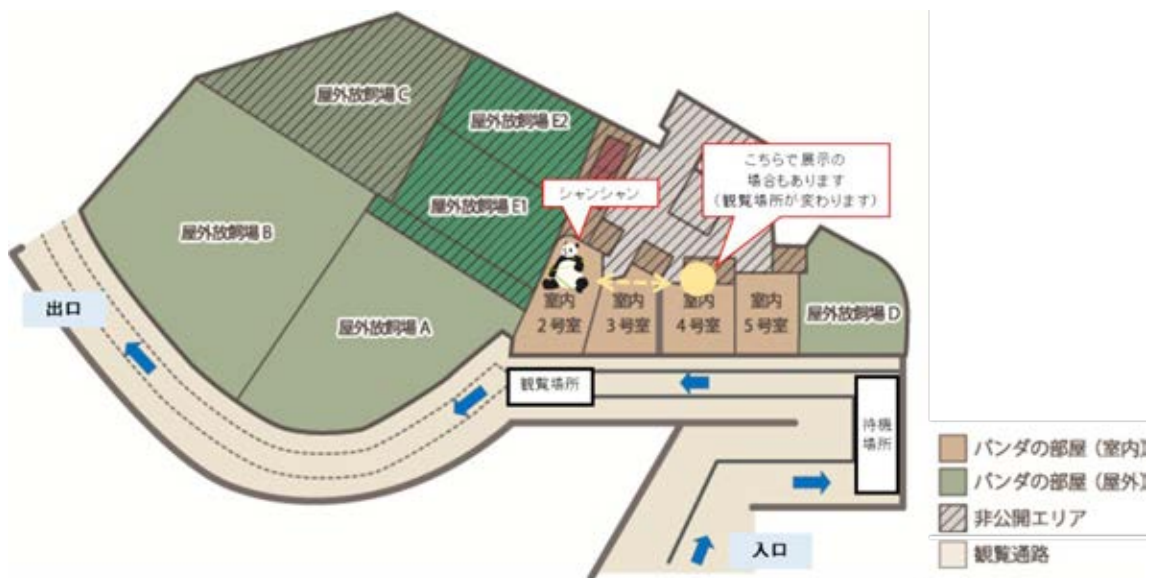 屋外放飼場 C
屋外放飼場 E2
こちらで展示の
場合もあります
(観覧場所が変わります)
シャンシャン
屋外放飼場 E1
屋外放飼場 B
出口
屋外放飼場 A
室内
2号室
室内
3号室
室内
4号室
室内
5号室
屋外放飼場 D
観覧場所
待機
場所
入口
パンダの部屋(室内)
パンダの部屋(屋外)
非公開エリア
観覧通路